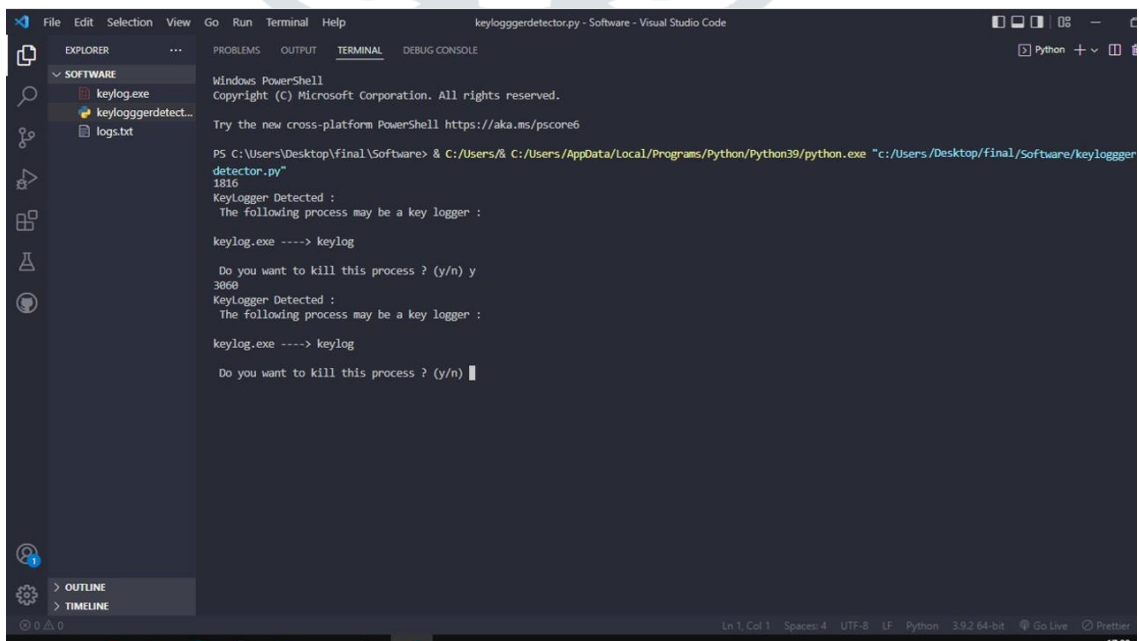 File Edit Selection View Go Run Terminal Help keylogggerdetector.py - Software - Visual Studio Code
EXPLORER
SOFTWARE
keylog.exe
keylogggerdetect...
logs.txt
PROBLEMS OUTPUT TERMINAL DEBUG CONSOLE
Python
Windows PowerShell
Copyright (C) Microsoft Corporation. All rights reserved.
Try the new cross-platform PowerShell https://aka.ms/pscore6
PS C:\Users\Desktop\final\Software> & C:/Users/& C:/Users/AppData/Local/Programs/Python/Python39/python.exe "c:/Users/Desktop/final/Software/keyloggger
detector.py"
1816
KeyLogger Detected :
The following process may be a key logger :
keylog.exe ----> keylog
Do you want to kill this process ? (y/n) y
3060
KeyLogger Detected :
The following process may be a key logger :
keylog.exe ----> keylog
Do you want to kill this process ? (y/n)
1
OUTLINE
TIMELINE
0 0
Ln 1, Col 1 Spaces: 4 UTF-8 LF Python 3.9.2 64-bit Go Live Prettier